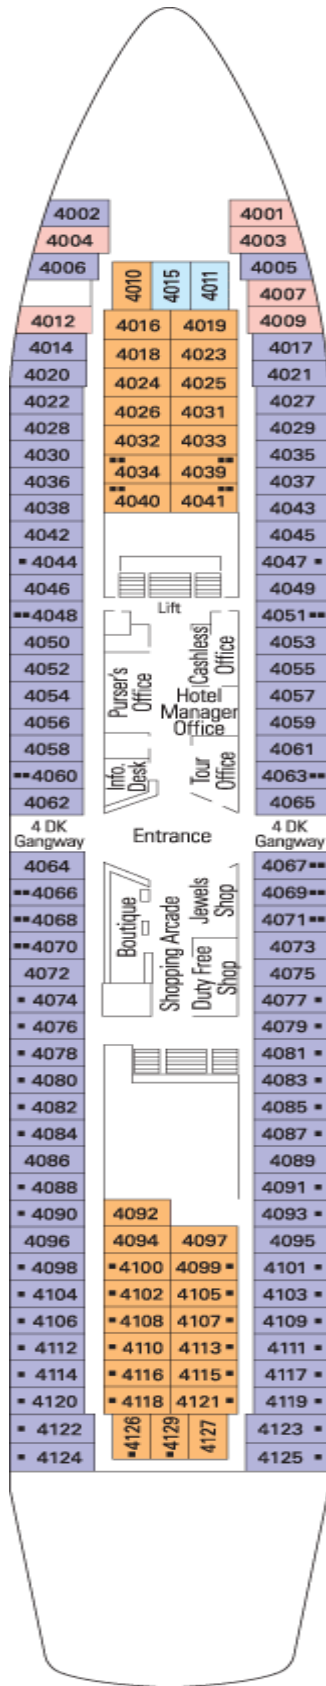 4002 4001
4004 4003
4006 4010 4015 4011 4005
4007
4012 4016 4019 4009
4014 4018 4023 4017
4020 4024 4025 4021
4022 4026 4031 4027
4028 4032 4033 4029
4030 4034 4039 4035
4036 4040 4041 4037
4038 4043
4042 4045
4044 4047
4046 4049
Lift
4048 4051
4050 4053
4052 4055
4054 4057
4056 4059
4058 4061
4060 4063
4062 4065
Purser's
Office
Cashless
Office
Hotel
Manager
Office
Info.
Desk
Tour
Office
4 DK
Gangway
Entrance
4 DK
Gangway
4064 4067
4066 4069
4068 4071
4070 4073
4072 4075
4074 4077
4076 4079
4078 4081
4080 4083
4082 4085
4084 4087
4086 4089
4088 4091
Boutique
Shopping Arcade
Jewels
Shop
Duty Free
Shop
4090 4092 4093
4096 4094 4097 4095
4098 4100 4099 4101
4104 4102 4105 4103
4106 4108 4107 4109
4112 4110 4113 4111
4114 4116 4115 4117
4120 4118 4121 4119
4122 4126 4129 4127 4123
4124 4125